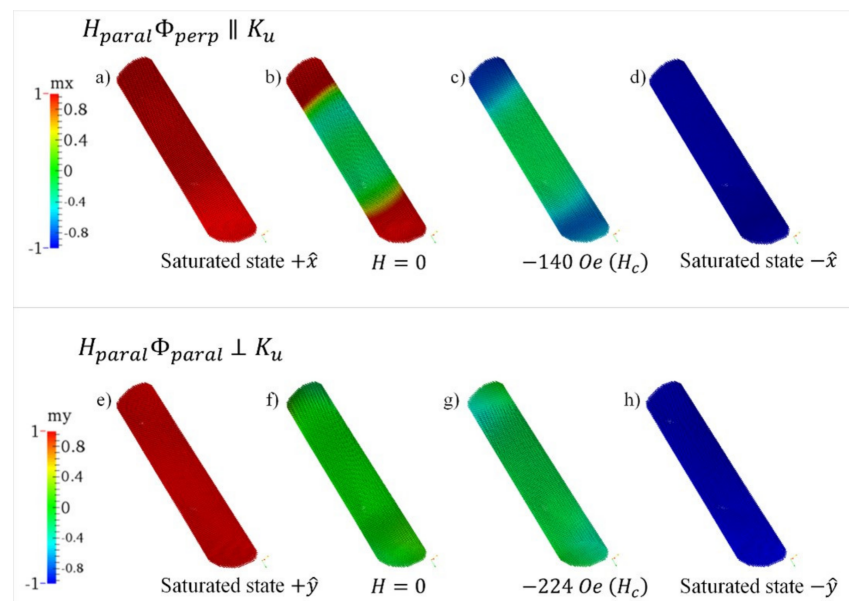 H_paral Φ_perp ∥ K_u
a) b) c) d)
mx
1
0.8
0.4
0
-0.4
-0.8
-1
Saturated state +x̂ H = 0 −140 Oe (H_c) Saturated state −x̂
H_paral Φ_paral ⊥ K_u
e) f) g) h)
my
1
0.8
0.4
0
-0.4
-0.8
-1
Saturated state +ŷ H = 0 −224 Oe (H_c) Saturated state −ŷ